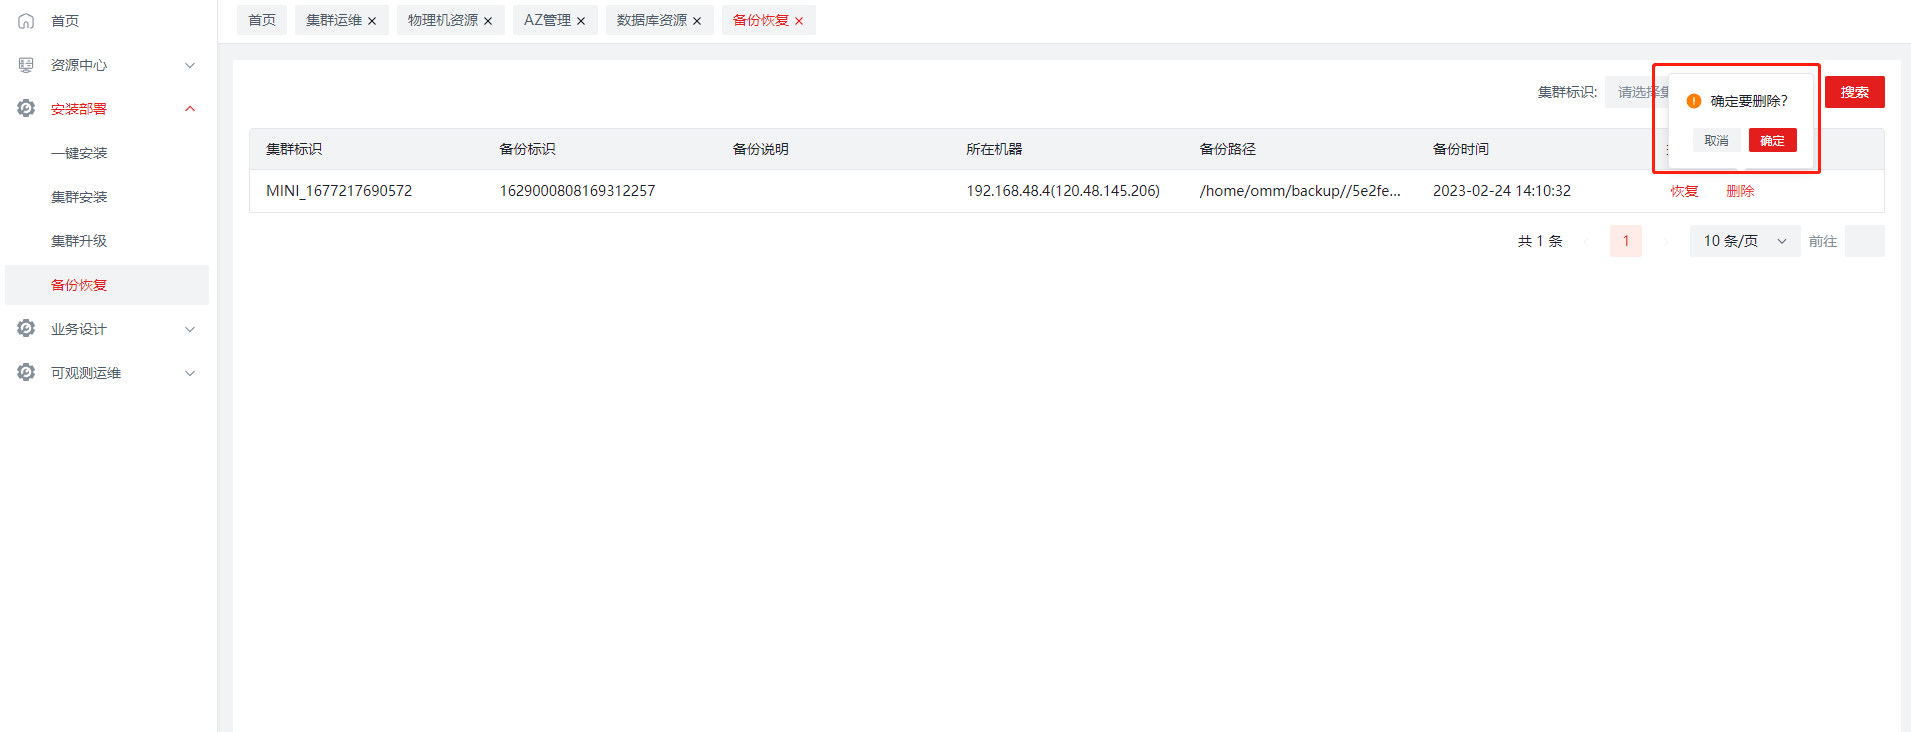 首页
资源中心
安装部署
一键安装
集群安装
集群升级
备份恢复
业务设计
可观测运维
首页 集群运维 物理机资源 AZ管理 数据库资源 备份恢复
集群标识: 请选择 搜索
确定要删除?
取消 确定
集群标识 备份标识 备份说明 所在机器 备份路径 备份时间
MINI_1677217690572 1629000808169312257 192.168.48.4(120.48.145.206) /home/omm/backup//5e2fe... 2023-02-24 14:10:32 恢复 删除
共 1 条 1 10 条/页 前往